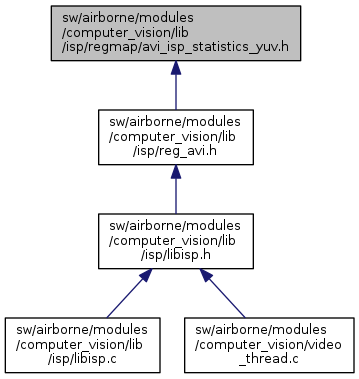 sw/airborne/modules
/computer_vision/lib
/isp/regmap/avi_isp_statistics_yuv.h
sw/airborne/modules
/computer_vision/lib
/isp/reg_avi.h
sw/airborne/modules
/computer_vision/lib
/isp/libisp.h
sw/airborne/modules
/computer_vision/lib
/isp/libisp.c
sw/airborne/modules
/computer_vision/video
_thread.c